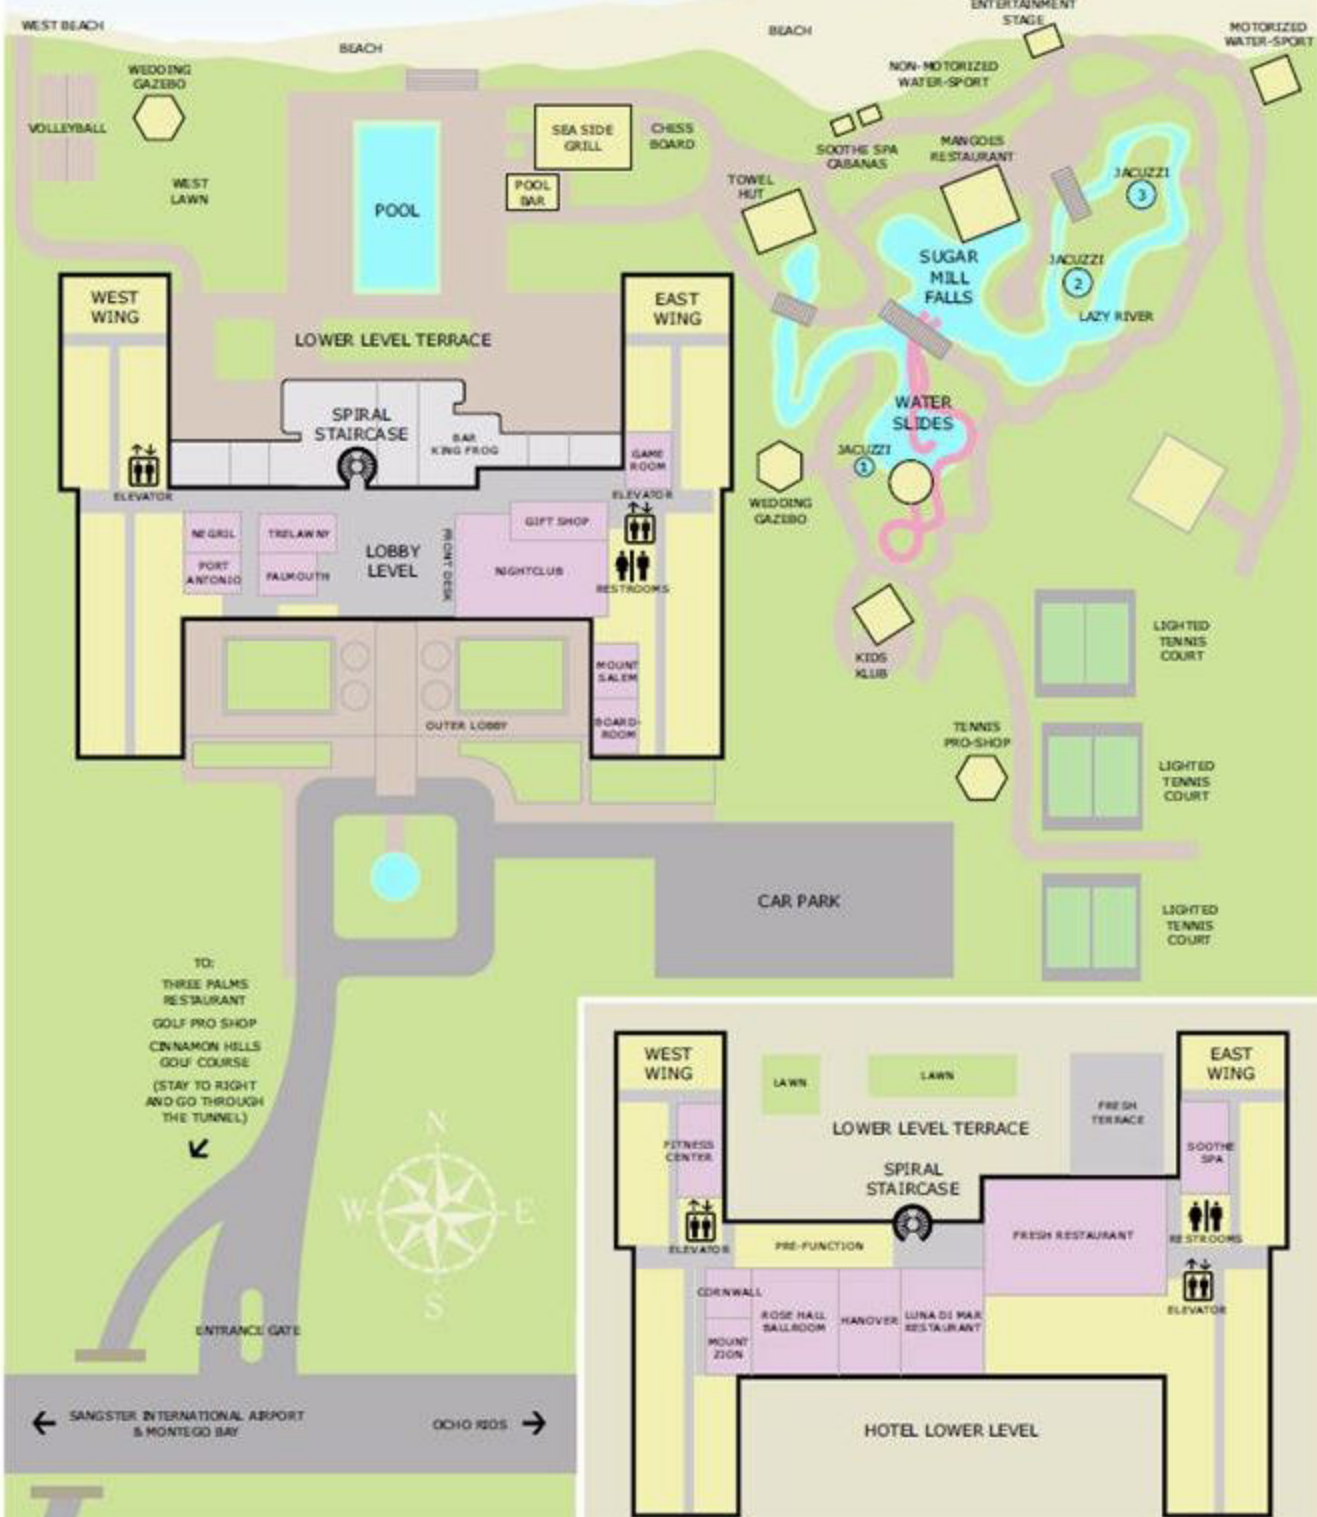 WEST BEACH
BEACH
BEACH
ENTERTAINMENT
STAGE
MOTORIZED
WATER-SPORT
WEDDING
GAZEBO
NON-MOTORIZED
WATER-SPORT
VOLLEYBALL
SEA SIDE
GRILL
CHESS
BOARD
SOOTHE SPA
CABANAS
MANGOES
RESTAURANT
WEST
LAWN
POOL
BAR
TOWEL
HUT
JACUZZI
3
POOL
SUGAR
MILL
FALLS
JACUZZI
2
LAZY RIVER
WEST
WING
EAST
WING
LOWER LEVEL TERRACE
SPIRAL
STAIRCASE
BAR
KING FROG
WATER
SLIDES
GAME
ROOM
JACUZZI
1
ELEVATOR
ELEVATOR
WEDDING
GAZEBO
NEGRIL
TRELAWNY
GIFT SHOP
PORT
ANTONIO
FALMOUTH
LOBBY
LEVEL
FRONT DESK
NIGHTCLUB
RESTROOMS
KIDS
KLUB
LIGHTED
TENNIS
COURT
MOUNT
SALEM
BOARD-
ROOM
OUTER LOBBY
TENNIS
PRO-SHOP
LIGHTED
TENNIS
COURT
CAR PARK
LIGHTED
TENNIS
COURT
TO:
THREE PALMS
RESTAURANT
GOLF PRO SHOP
CINNAMON HILLS
GOLF COURSE
(STAY TO RIGHT
AND GO THROUGH
THE TUNNEL)
N
W
E
S
ENTRANCE GATE
SANGSTER INTERNATIONAL AIRPORT
& MONTEGO BAY
OCHO RIOS
WEST
WING
LAWN
LAWN
EAST
WING
FRESH
TERRACE
LOWER LEVEL TERRACE
FITNESS
CENTER
SOOTHE
SPA
SPIRAL
STAIRCASE
ELEVATOR
PRE-FUNCTION
FRESH RESTAURANT
RESTROOMS
CORNWALL
ROSE HALL
BALLROOM
HANOVER
LUNA DI MAR
RESTAURANT
ELEVATOR
MOUNT
ZION
HOTEL LOWER LEVEL